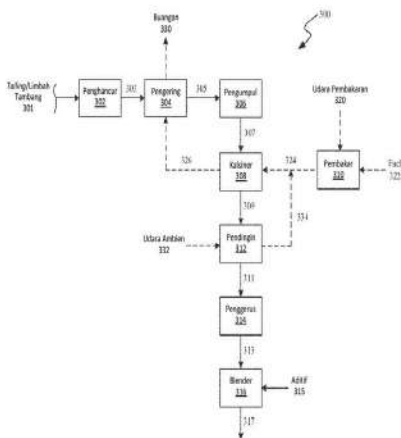 300
Buangan
330
Tailing/Limbah
Tambang
301
Penghancur
302
303
Pengering
304
305
Pengumpul
306
307
Udara Pembakaran
320
326
Kalsiner
308
324
Pembakar
310
Fuel
322
309
334
Udara Ambien
332
Pendingin
312
311
Penggerus
314
313
Blender
316
Aditif
315
317